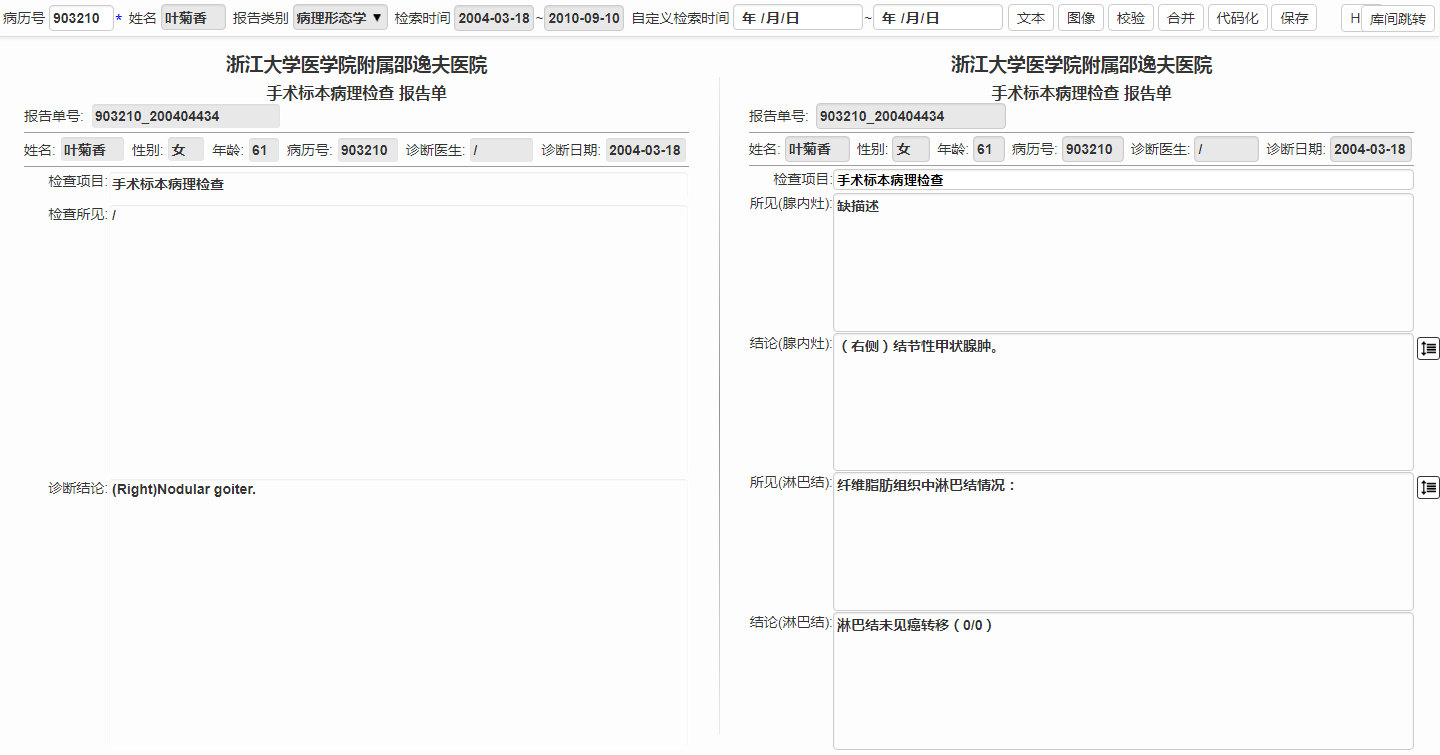 病历号 903210 * 姓名 叶菊香 报告类别 病理形态学 ▼ 检索时间 2004-03-18 ~ 2010-09-10 自定义检索时间 年 /月/日 ~ 年 /月/日 文本 图像 校验 合并 代码化 保存 H 库间跳转
浙江大学医学院附属邵逸夫医院
手术标本病理检查 报告单
报告单号: 903210_200404434
姓名: 叶菊香 性别: 女 年龄: 61 病历号: 903210 诊断医生: / 诊断日期: 2004-03-18
检查项目: 手术标本病理检查
检查所见: /
诊断结论: (Right)Nodular goiter.
浙江大学医学院附属邵逸夫医院
手术标本病理检查 报告单
报告单号: 903210_200404434
姓名: 叶菊香 性别: 女 年龄: 61 病历号: 903210 诊断医生: / 诊断日期: 2004-03-18
检查项目: 手术标本病理检查
所见(腺内灶): 缺描述
结论(腺内灶): （右侧）结节性甲状腺肿。
所见(淋巴结): 纤维脂肪组织中淋巴结情况：
结论(淋巴结): 淋巴结未见癌转移（0/0）